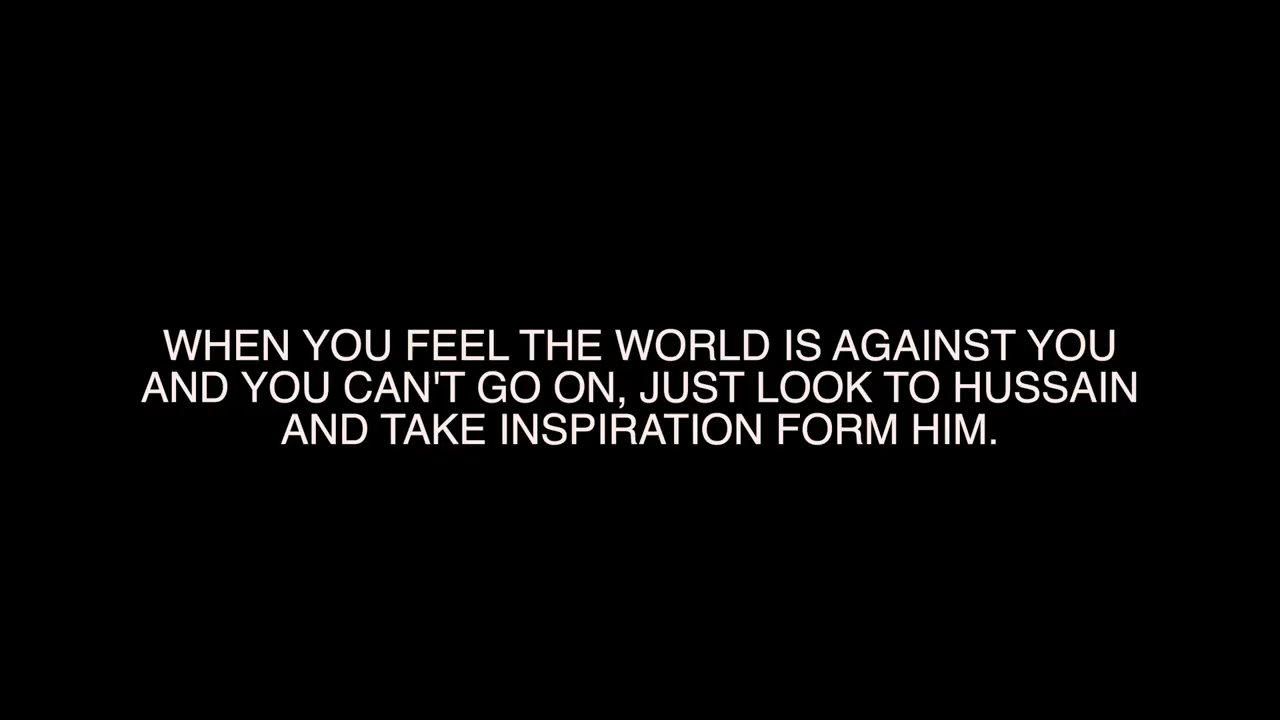 WHEN YOU FEEL THE WORLD IS AGAINST YOU
AND YOU CAN'T GO ON, JUST LOOK TO HUSSAIN
AND TAKE INSPIRATION FORM HIM.